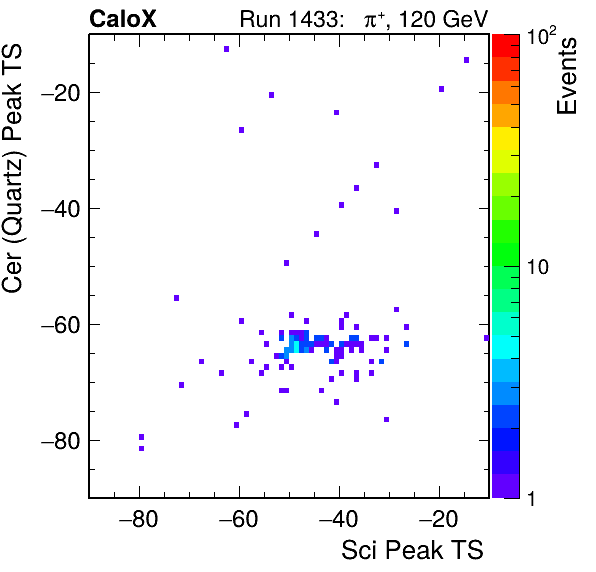 CaloX Run 1433: π⁺, 120 GeV
Cer (Quartz) Peak TS
−20
−40
−60
−80
−80 −60 −40 −20
Sci Peak TS
10²
10
1
Events